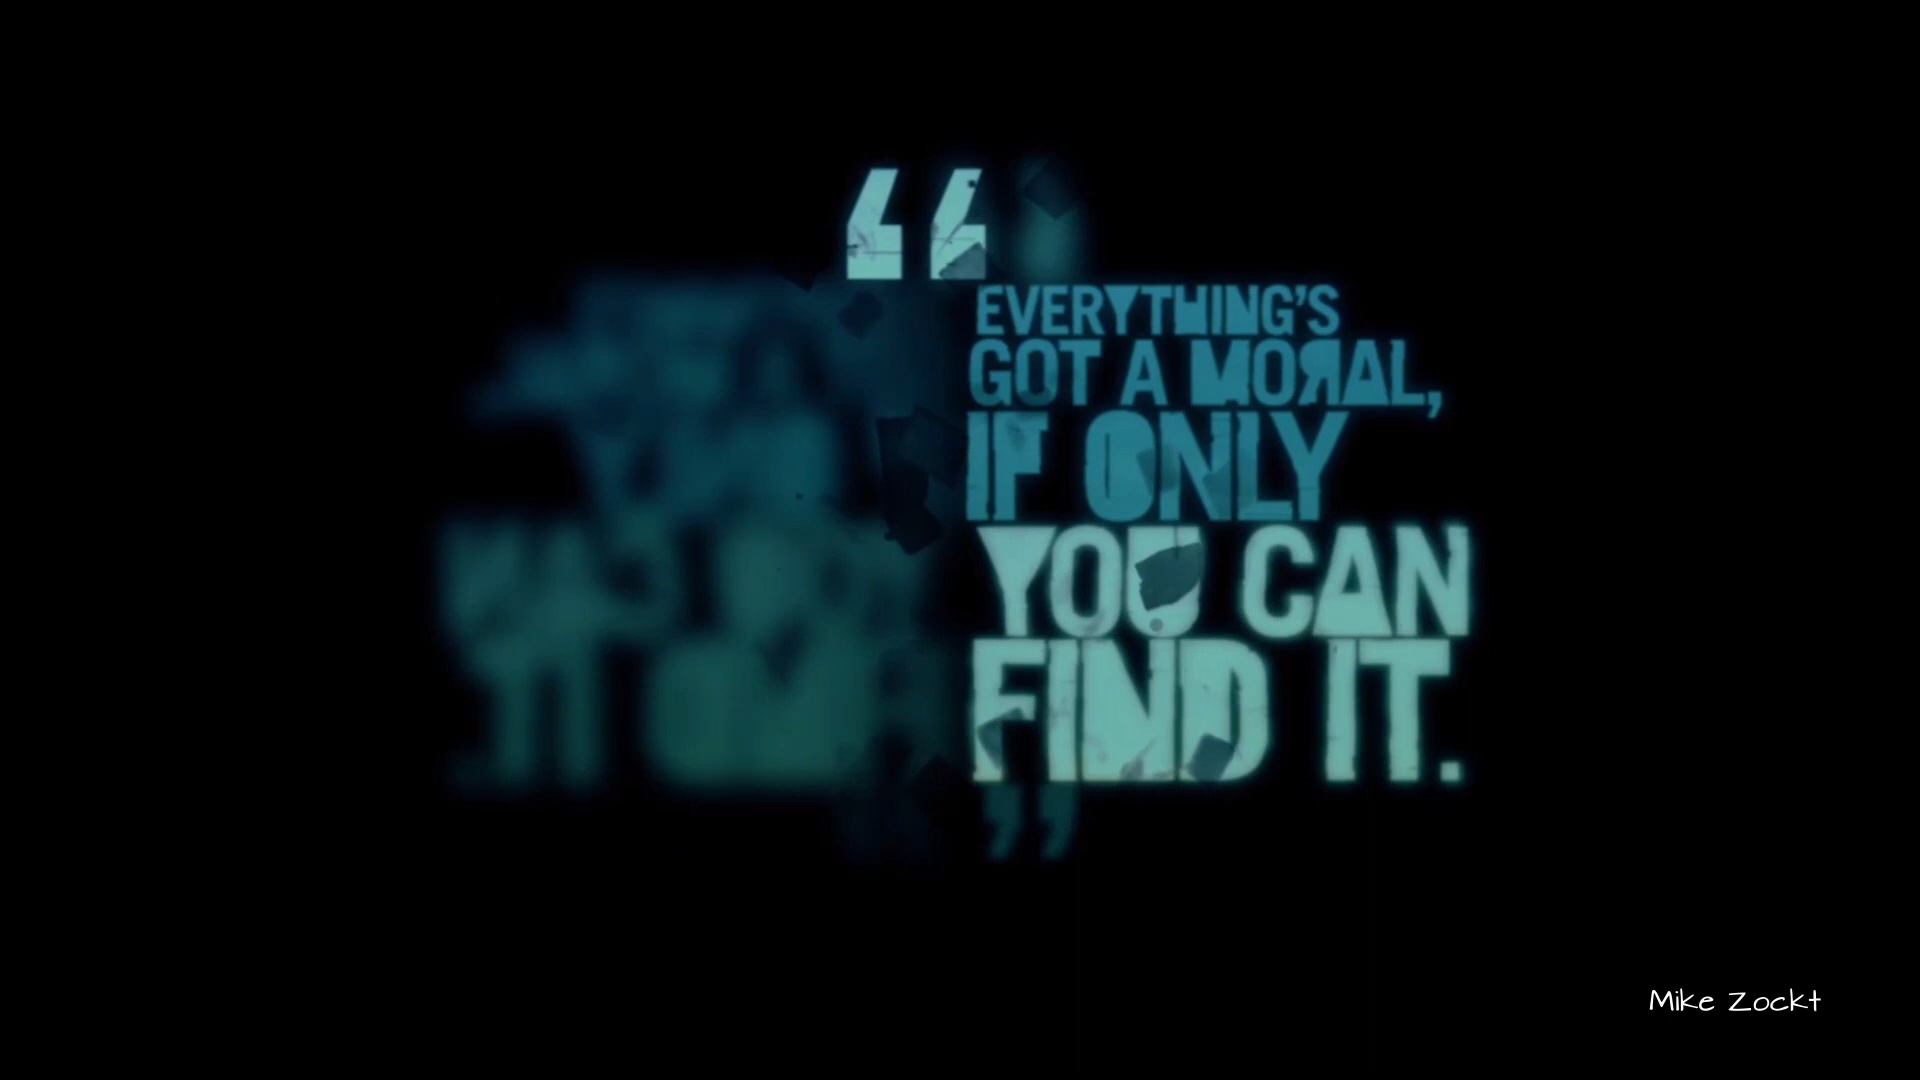 “
EVERYTHING’S
GOT A MORAL,
IF ONLY
YOU CAN
FIND IT.
”
Mike Zockt